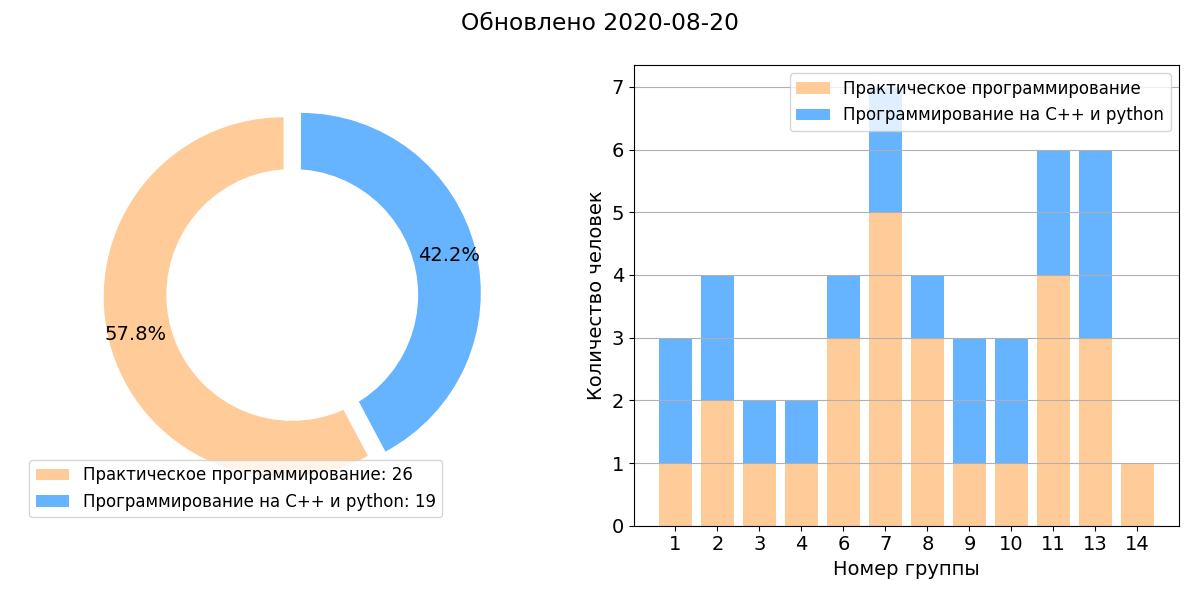 Обновлено 2020-08-20
42.2%
57.8%
Практическое программирование: 26
Программирование на C++ и python: 19
Практическое программирование
Программирование на C++ и python
Количество человек
7
6
5
4
3
2
1
0
1 2 3 4 6 7 8 9 10 11 13 14
Номер группы